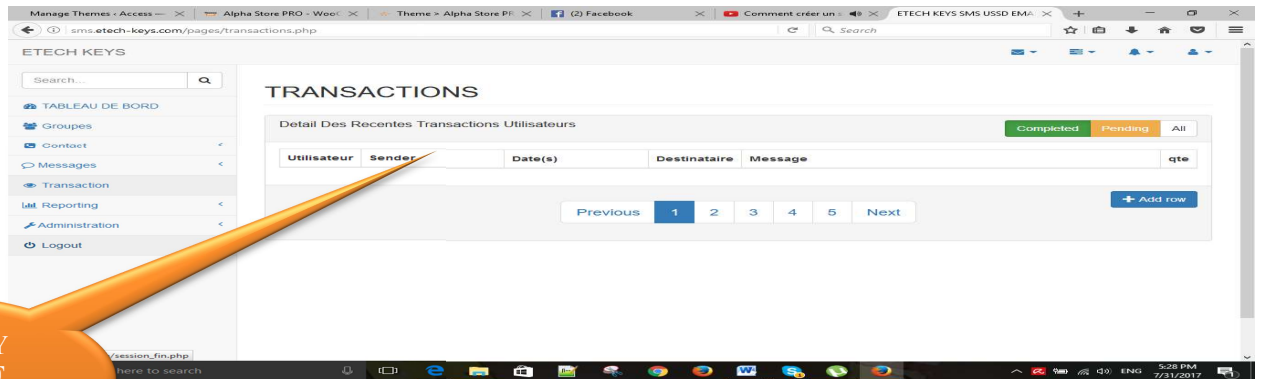 Manage Themes ‹ Access —
Alpha Store PRO - WooC
Theme > Alpha Store PR
(2) Facebook
Comment créer un s
ETECH KEYS SMS USSD EMA
sms.etech-keys.com/pages/transactions.php
Search
ETECH KEYS
Search...
TABLEAU DE BORD
Groupes
Contact
Messages
Transaction
Reporting
Administration
Logout
TRANSACTIONS
Detail Des Recentes Transactions Utilisateurs
Completed Pending All
Utilisateur Sender Date(s) Destinataire Message qte
Previous 1 2 3 4 5 Next
+ Add row
/session_fin.php
here to search
ENG
5:28 PM
7/31/2017